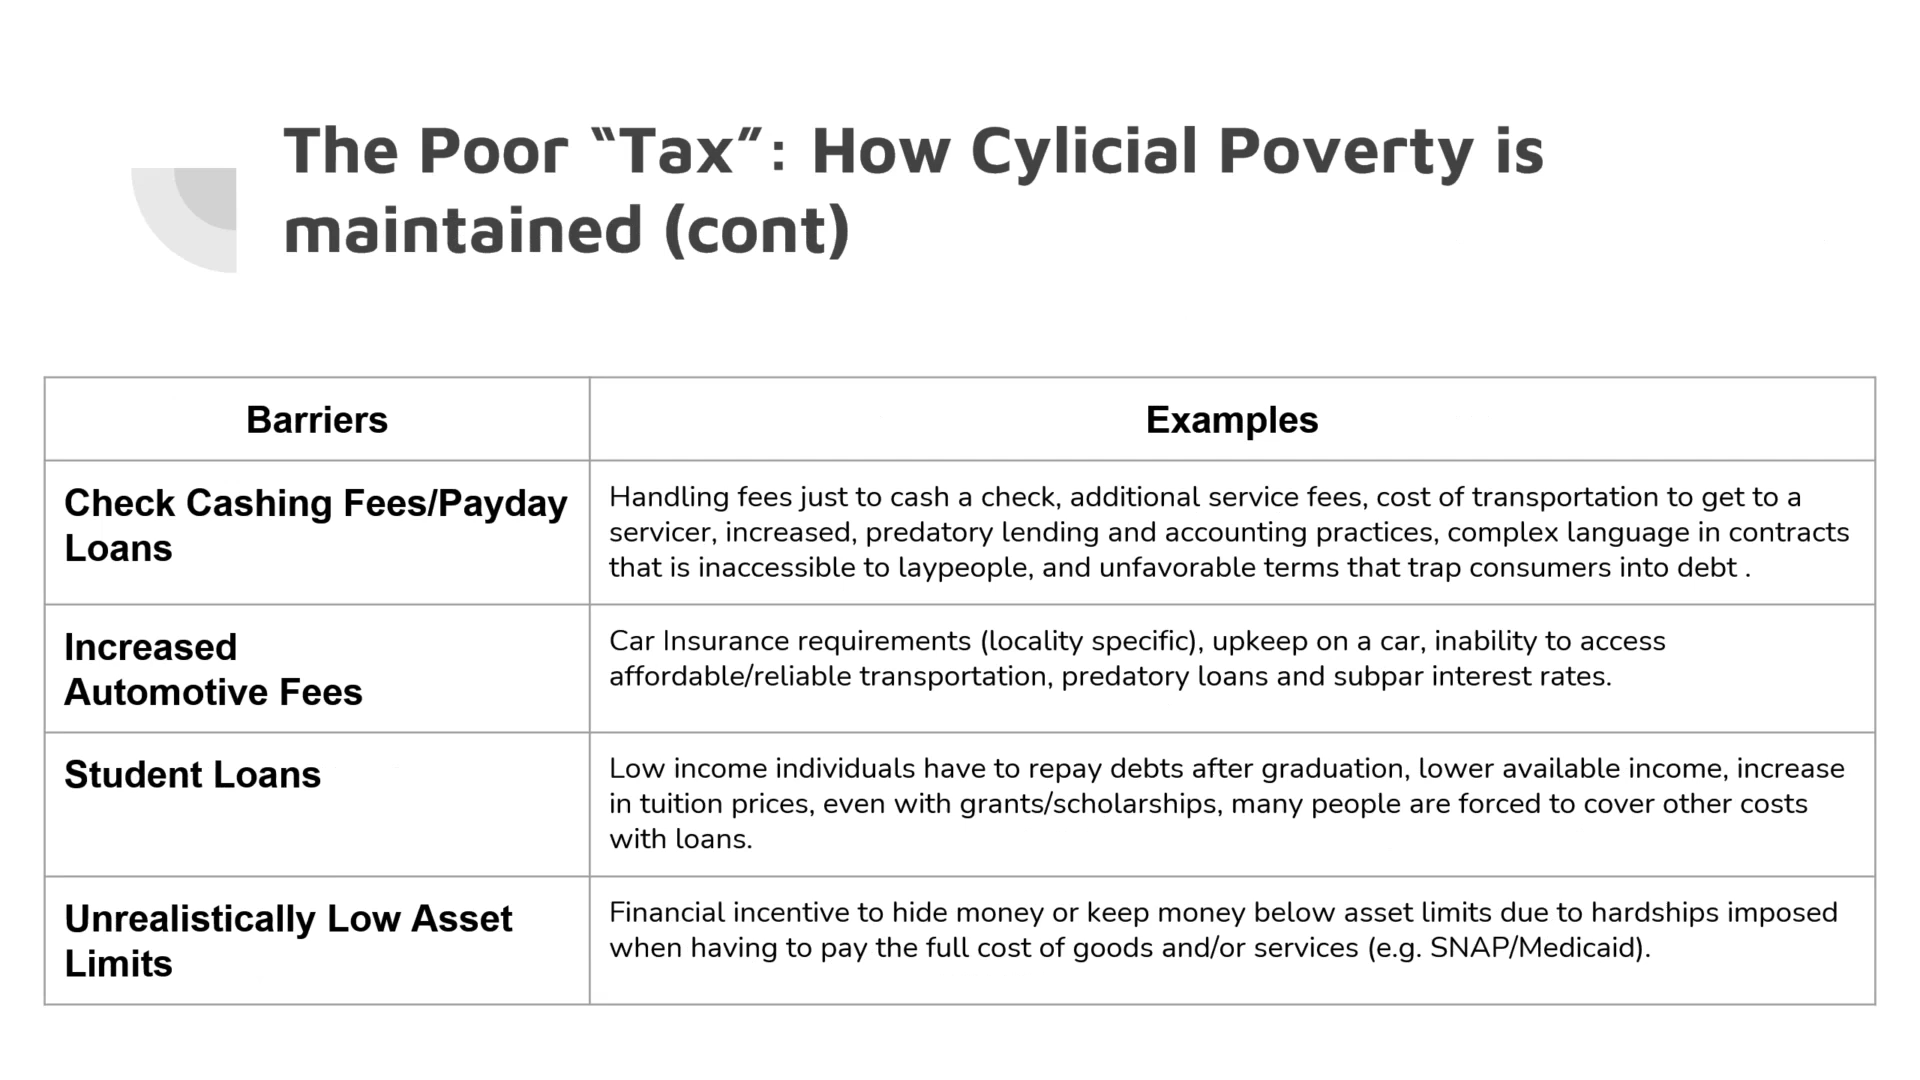 The Poor “Tax”: How Cylicial Poverty is
maintained (cont)
Barriers
Examples
Check Cashing Fees/Payday
Loans
Handling fees just to cash a check, additional service fees, cost of transportation to get to a
servicer, increased, predatory lending and accounting practices, complex language in contracts
that is inaccessible to laypeople, and unfavorable terms that trap consumers into debt .
Increased
Automotive Fees
Car Insurance requirements (locality specific), upkeep on a car, inability to access
affordable/reliable transportation, predatory loans and subpar interest rates.
Student Loans
Low income individuals have to repay debts after graduation, lower available income, increase
in tuition prices, even with grants/scholarships, many people are forced to cover other costs
with loans.
Unrealistically Low Asset
Limits
Financial incentive to hide money or keep money below asset limits due to hardships imposed
when having to pay the full cost of goods and/or services (e.g. SNAP/Medicaid).